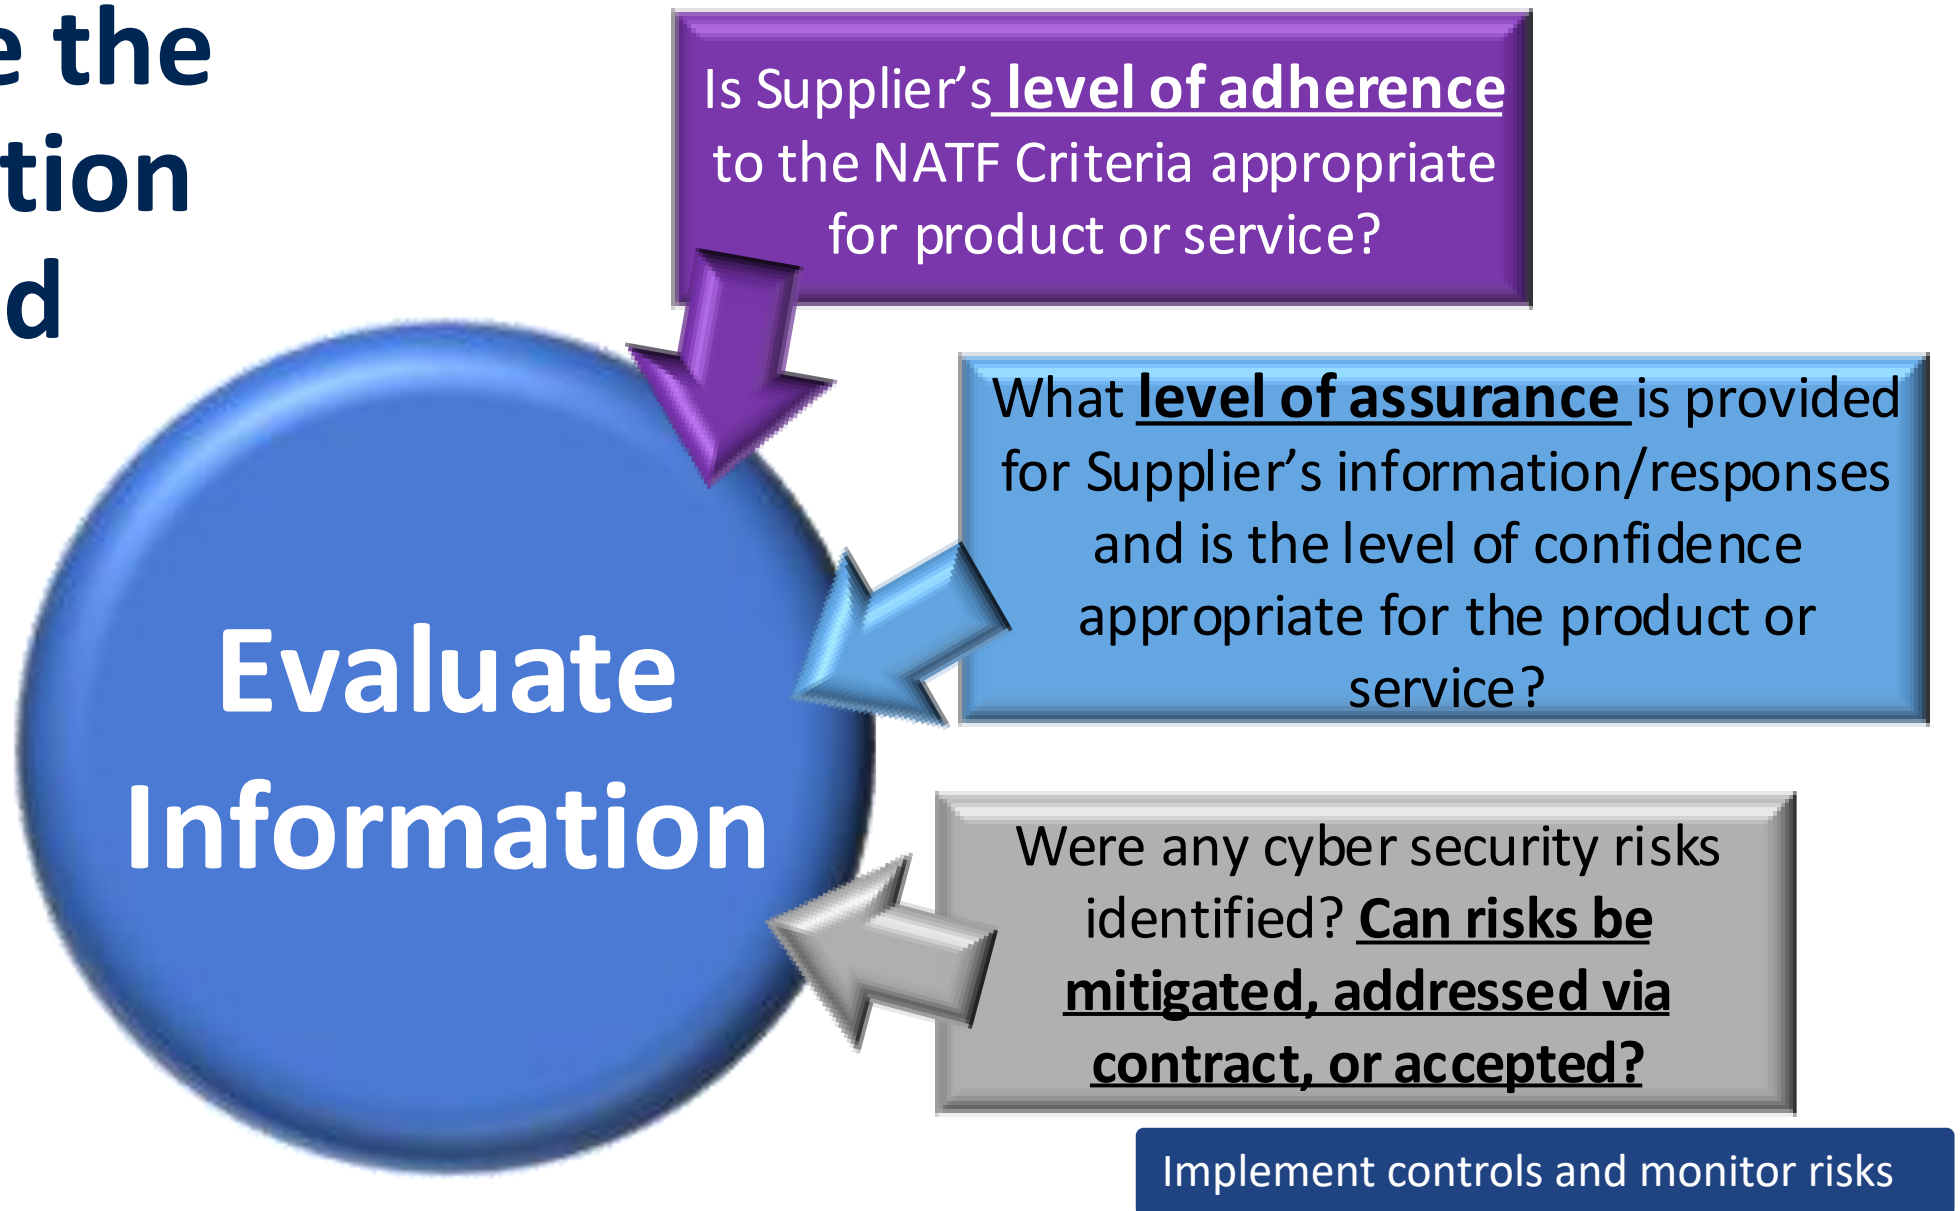 e the
tion
d
Is Supplier’s level of adherence
to the NATF Criteria appropriate
for product or service?
What level of assurance is provided
for Supplier’s information/responses
and is the level of confidence
appropriate for the product or
service?
Evaluate
Information
Were any cyber security risks
identified? Can risks be
mitigated, addressed via
contract, or accepted?
Implement controls and monitor risks